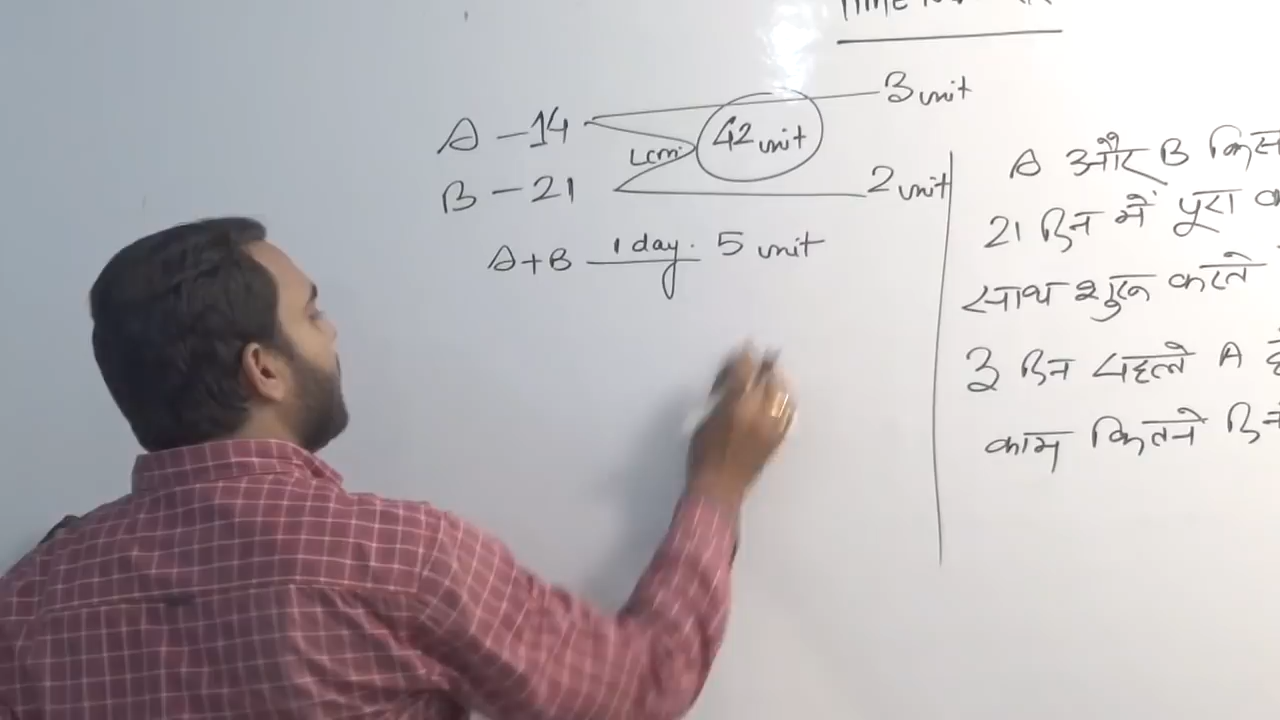 A - 14
3 unit
Lcm.
42 unit
B - 21
2 unit
A+B 1 day. 5 unit
A और B
21 दिन में पूरा
साथ शुरू करते
3 दिन पहले A
काम कितने